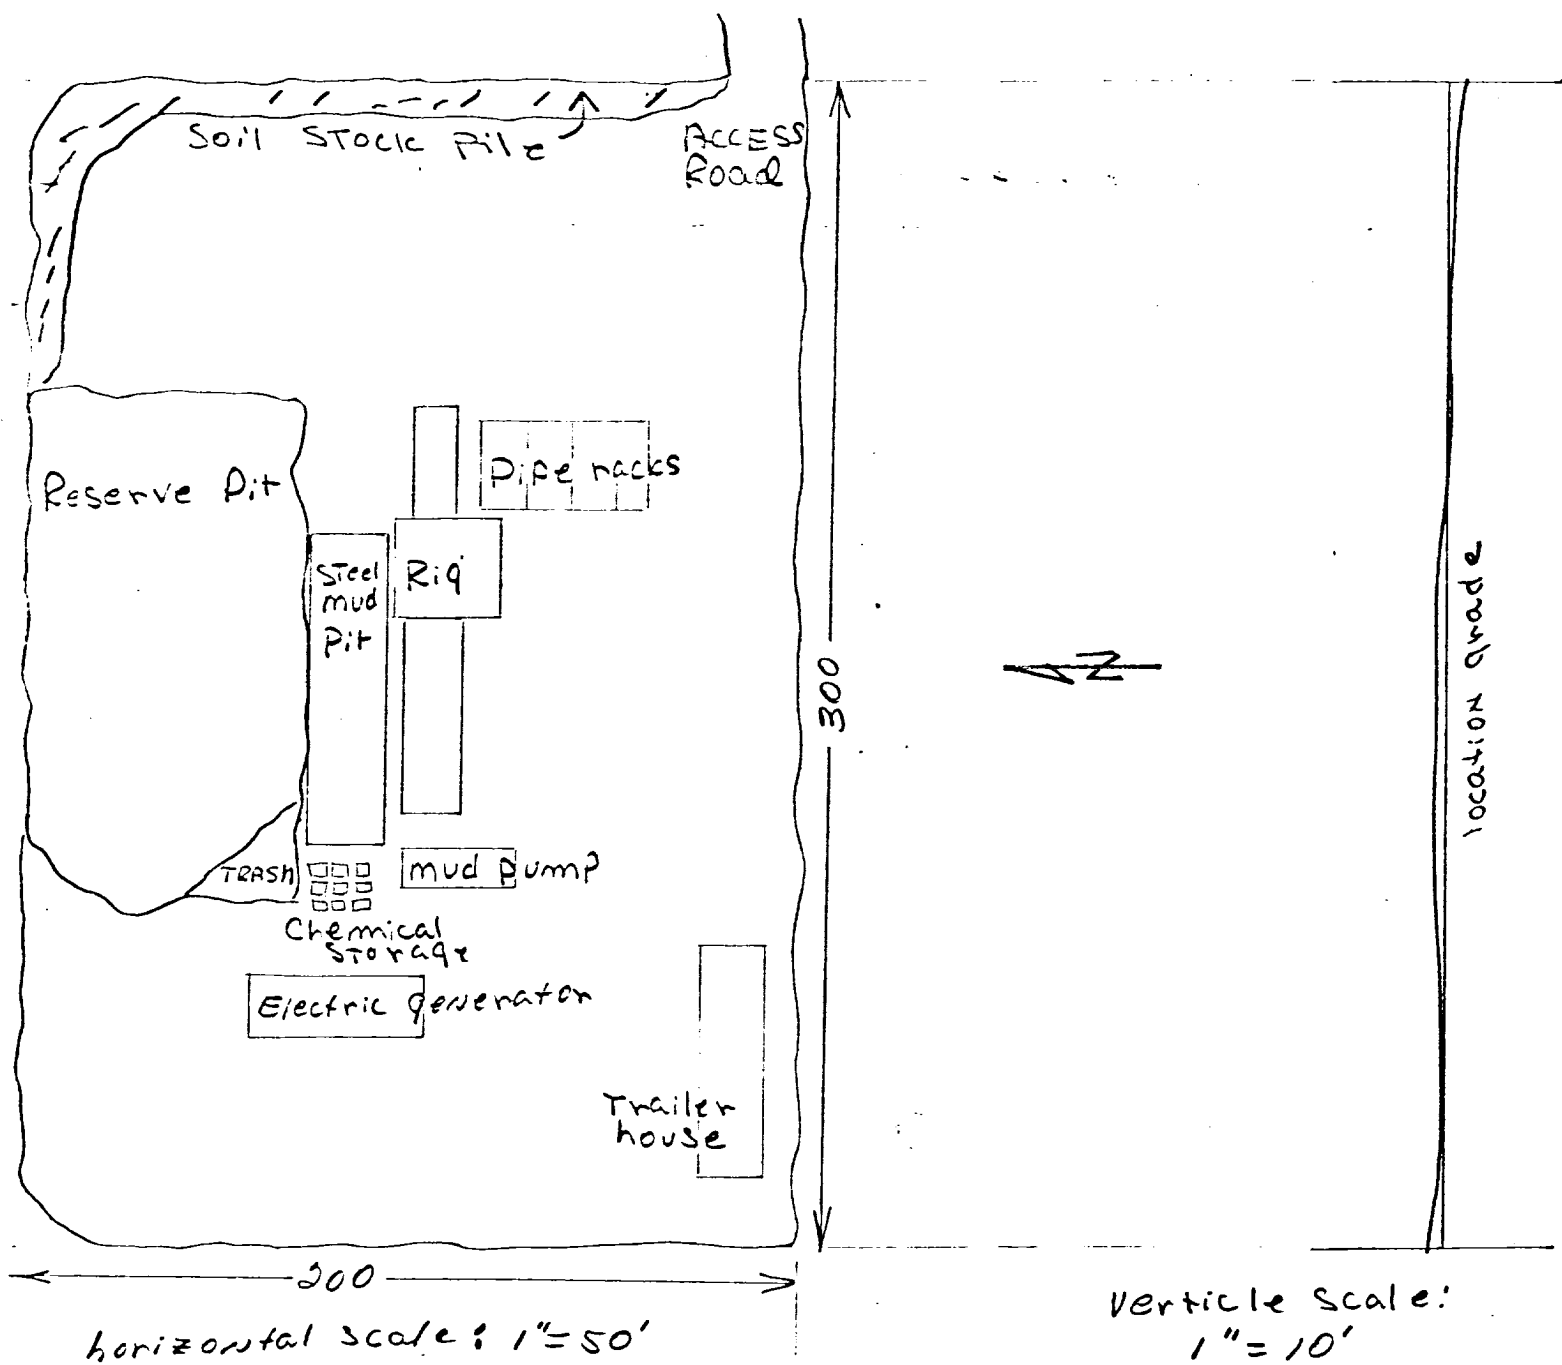 Soil Stock Pile
ACCESS
Road
Reserve Pit
Pipe racks
Steel
mud
Pit
Rig
300
N
location grade
TRASH
mud pump
Chemical
Storage
Electric generator
Trailer
house
200
horizontal scale: 1"=50'
verticle scale:
1"=10'